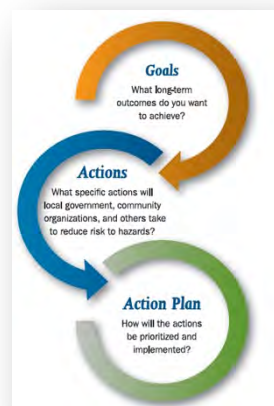 Goals
What long-term
outcomes do you want
to achieve?
Actions
What specific actions will
local government, community
organizations, and others take
to reduce risk to hazards?
Action Plan
How will the actions
be prioritized and
implemented?